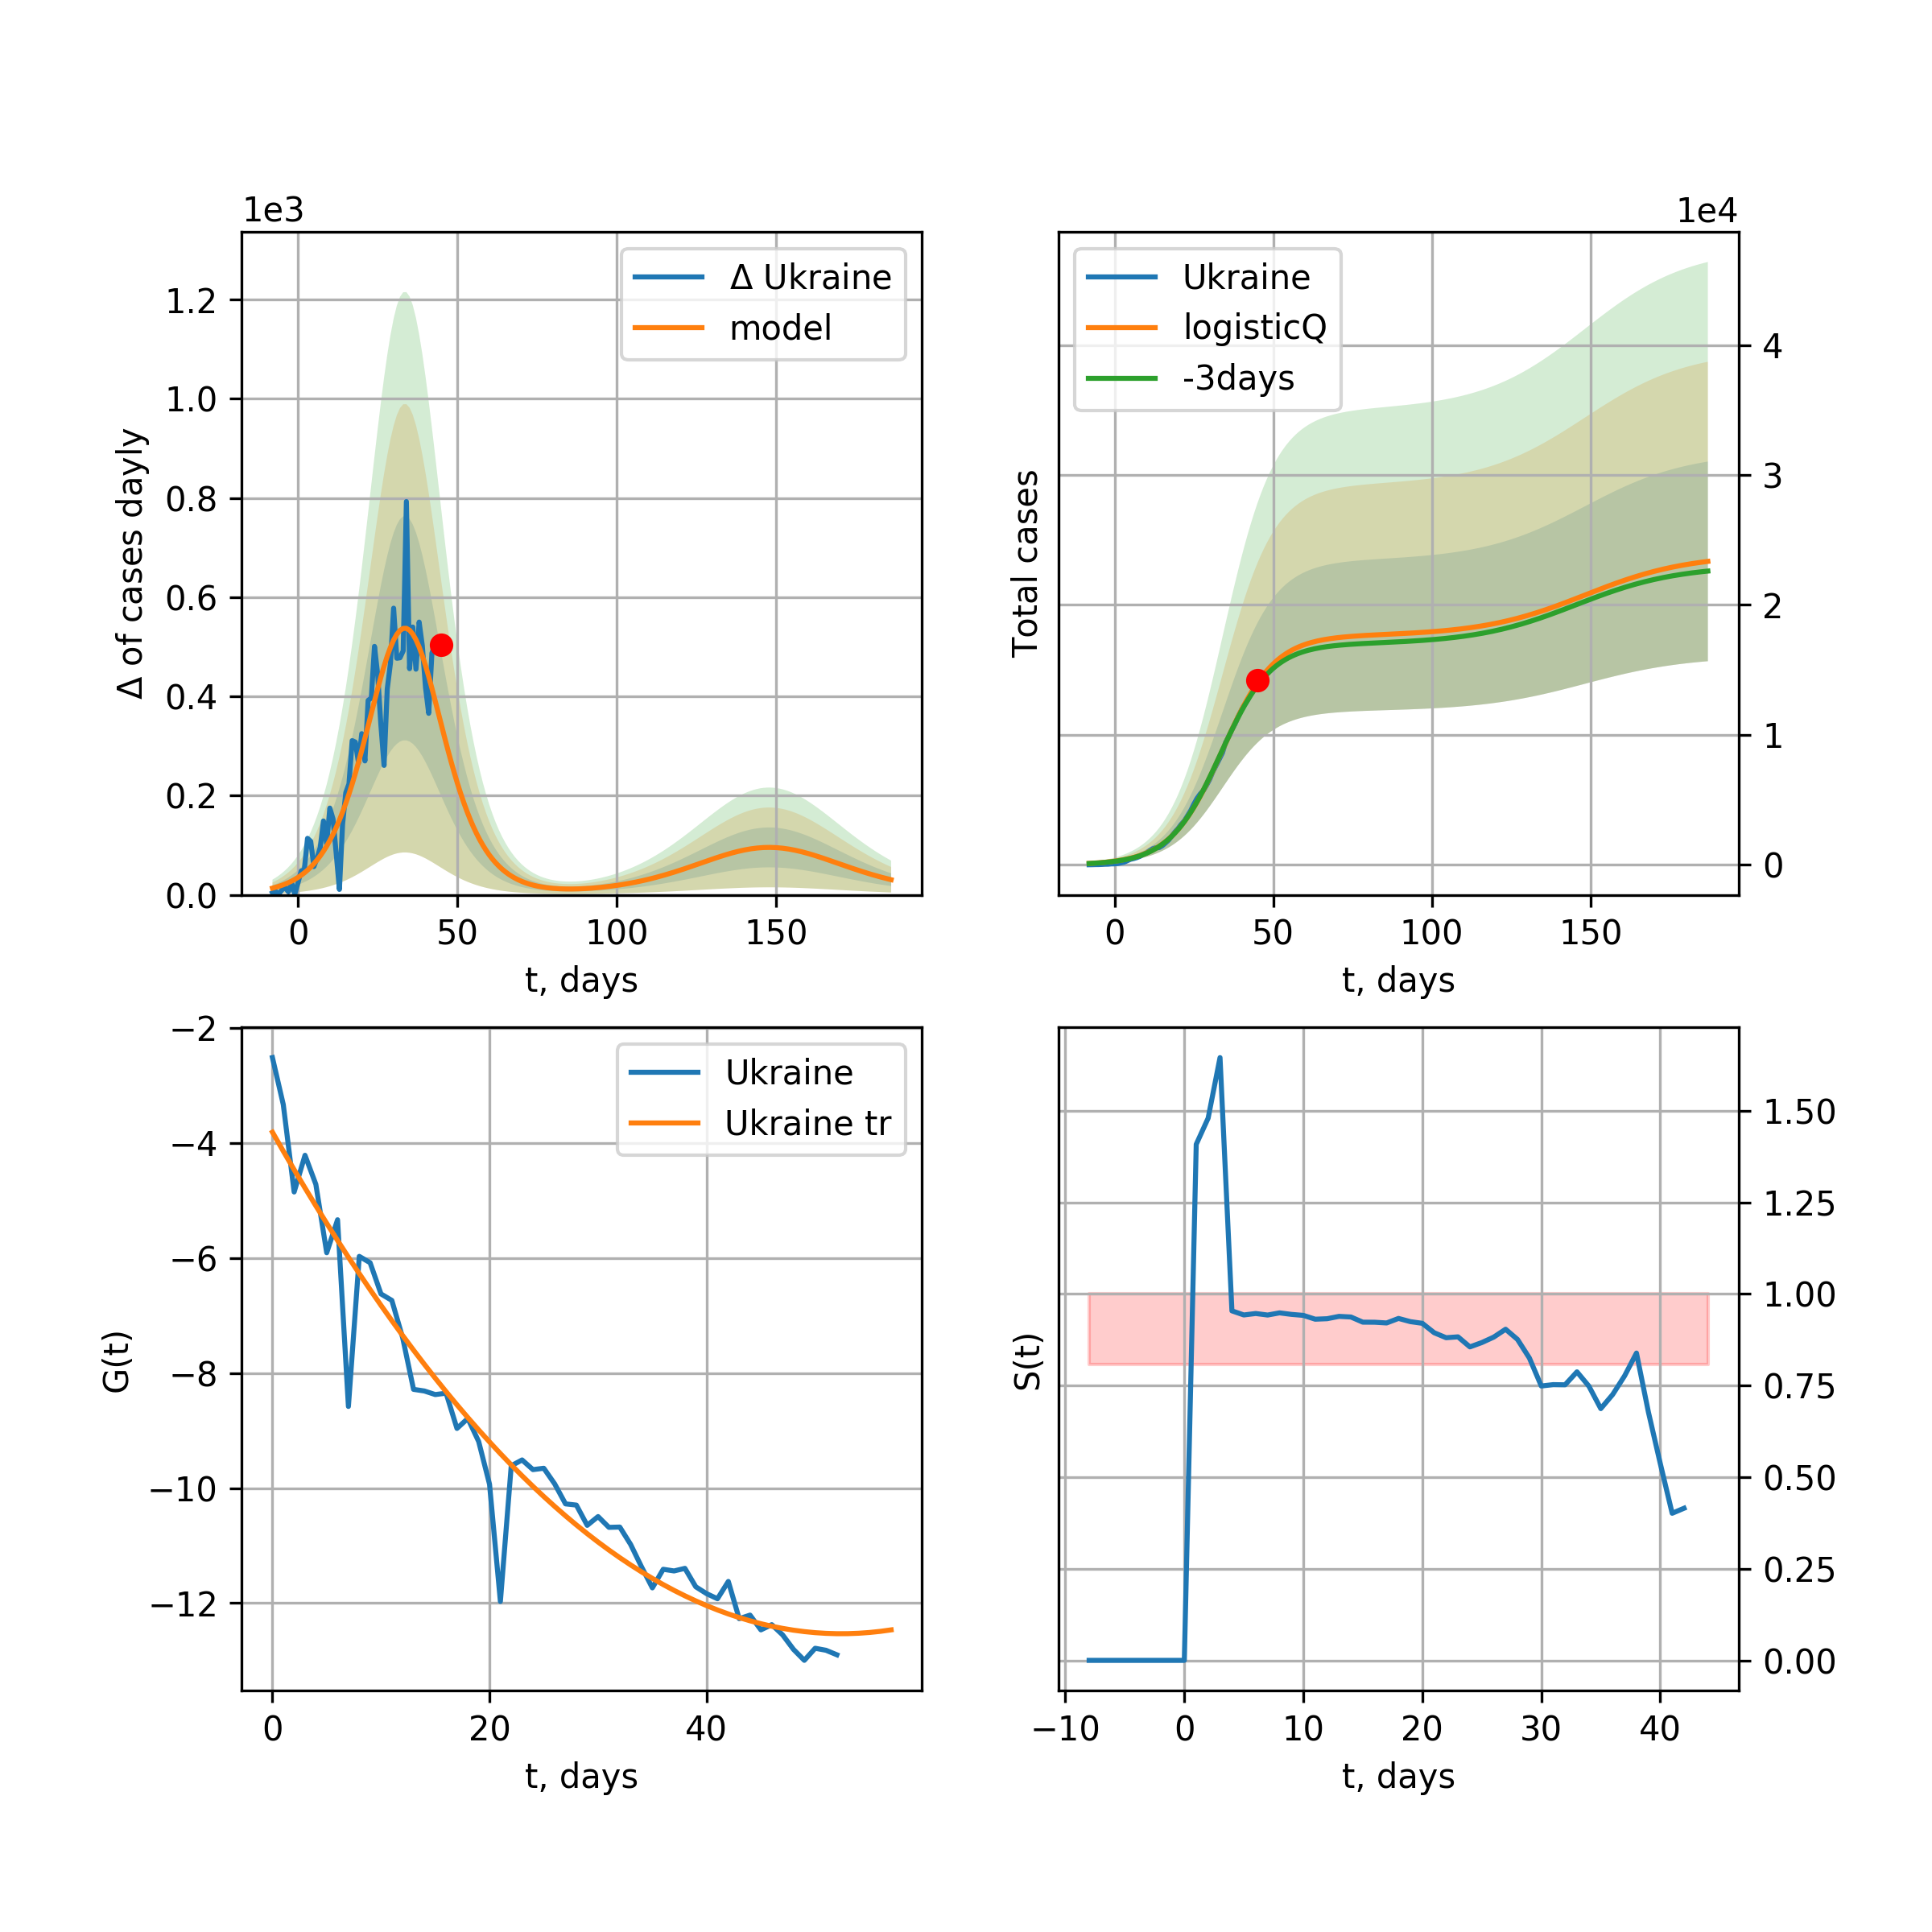 1e3
Δ of cases dayly
1.2
1.0
0.8
0.6
0.4
0.2
0.0
Δ Ukraine
model
0 50 100 150
t, days
1e4
Total cases
Ukraine
logisticQ
-3days
4
3
2
1
0
0 50 100 150
t, days
G(t)
−2
−4
−6
−8
−10
−12
Ukraine
Ukraine tr
0 20 40
t, days
S(t)
1.50
1.25
1.00
0.75
0.50
0.25
0.00
−10 0 10 20 30 40
t, days